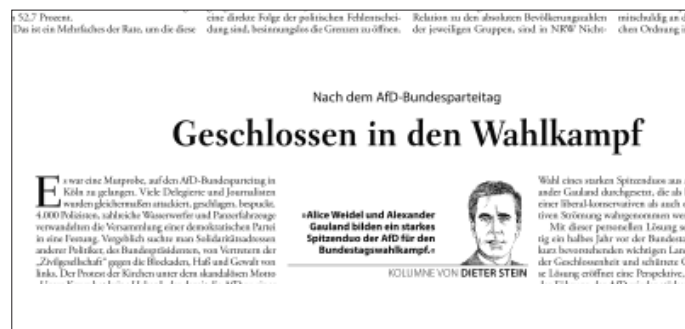 52.7 Prozent.
Das ist ein Mehrfaches der Rate, um die diese
eine direkte Folge der politischen Fehlentschei-
dung sind, besinnungslos die Grenzen zu öffnen.
Relation zu den absoluten Bevölkerungszahlen
der jeweiligen Gruppen, sind in NRW Nicht-
mitschuldig an
chen Ordnung
Nach dem AfD-Bundesparteitag
Geschlossen in den Wahlkampf
Es war eine Mutprobe, auf den AfD-Bundesparteitag in
Köln zu gelangen. Viele Delegierte und Journalisten
wurden gleichermaßen attackiert, geschlagen, bespuckt.
4.000 Polizisten, zahlreiche Wasserwerfer und Panzerfahrzeuge
verwandelten die Versammlung einer demokratischen Partei
in eine Festung. Vergeblich suchte man Solidaritätsadressen
der „Zivilgesellschaft“ gegen die Blockaden, Haß und Gewalt von
links. Der Protest der Kirchen unter dem skandalösen Motto
»Alice Weidel und Alexander
Gauland bilden ein starkes
Spitzenduo der AfD für den
Bundestagswahlkampf.«
KOLUMNE VON DIETER STEIN
Wahl eines starken Spitzenduos aus
ander Gauland durchgesetzt, die als
einer liberal-konservativen als auch
tiven Strömung wahrgenommen
Mit dieser personellen Lösung
tig ein halbes Jahr vor der
kurz bevorstehenden wichtigen
der Geschlossenheit und
se Lösung eröffnet eine Perspektive,